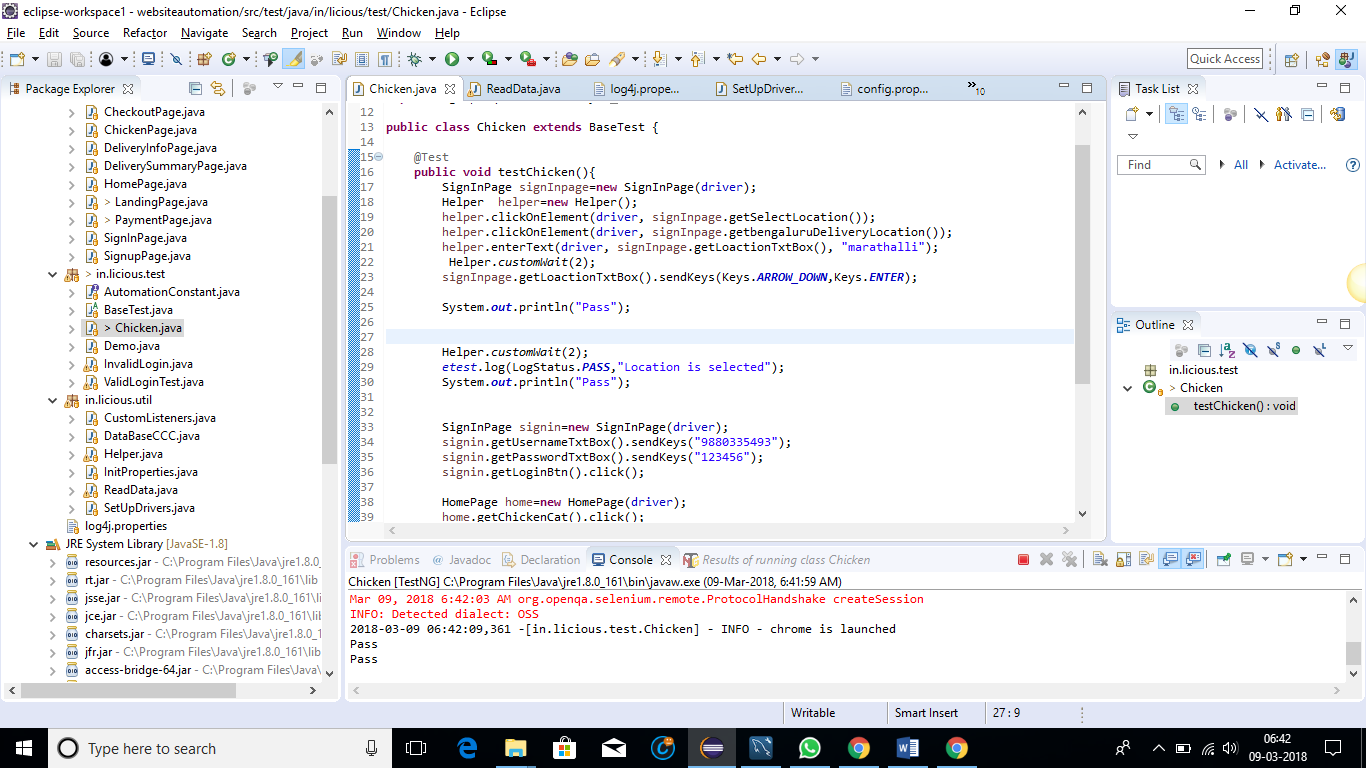 eclipse-workspace1 - websiteautomation/src/test/java/in/licious/test/Chicken.java - Eclipse
File Edit Source Refactor Navigate Search Project Run Window Help
Quick Access
Package Explorer
CheckoutPage.java
ChickenPage.java
DeliveryInfoPage.java
DeliverySummaryPage.java
HomePage.java
> LandingPage.java
> PaymentPage.java
SignInPage.java
SignupPage.java
> in.licious.test
AutomationConstant.java
BaseTest.java
> Chicken.java
Demo.java
InvalidLogin.java
ValidLoginTest.java
in.licious.util
CustomListeners.java
DataBaseCCC.java
Helper.java
InitProperties.java
ReadData.java
SetUpDrivers.java
log4j.properties
JRE System Library [JavaSE-1.8]
resources.jar - C:\Program Files\Java\jre1.8.0_
rt.jar - C:\Program Files\Java\jre1.8.0_161\lib
jsse.jar - C:\Program Files\Java\jre1.8.0_161\li
jce.jar - C:\Program Files\Java\jre1.8.0_161\lib
charsets.jar - C:\Program Files\Java\jre1.8.0_1
jfr.jar - C:\Program Files\Java\jre1.8.0_161\lib
access-bridge-64.jar - C:\Program Files\Java\
Chicken.java ReadData.java log4j.prope... SetUpDriver... config.prop... »10
12
13 public class Chicken extends BaseTest {
14
15 @Test
16 public void testChicken(){
17 SignInPage signInpage=new SignInPage(driver);
18 Helper  helper=new Helper();
19 helper.clickOnElement(driver, signInpage.getSelectLocation());
20 helper.clickOnElement(driver, signInpage.getbengaluruDeliveryLocation());
21 helper.enterText(driver, signInpage.getLoactionTxtBox(), "marathalli");
22 Helper.customWait(2);
23 signInpage.getLoactionTxtBox().sendKeys(Keys.ARROW_DOWN,Keys.ENTER);
24
25 System.out.println("Pass");
26
27
28 Helper.customWait(2);
29 etest.log(LogStatus.PASS,"Location is selected");
30 System.out.println("Pass");
31
32
33 SignInPage signin=new SignInPage(driver);
34 signin.getUsernameTxtBox().sendKeys("9880335493");
35 signin.getPasswordTxtBox().sendKeys("123456");
36 signin.getLoginBtn().click();
37
38 HomePage home=new HomePage(driver);
39 home.getChickenCat().click();
Task List
Find All Activate...
Outline
in.licious.test
> Chicken
testChicken() : void
Problems @ Javadoc Declaration Console Results of running class Chicken
Chicken [TestNG] C:\Program Files\Java\jre1.8.0_161\bin\javaw.exe (09-Mar-2018, 6:41:59 AM)
Mar 09, 2018 6:42:03 AM org.openqa.selenium.remote.ProtocolHandshake createSession
INFO: Detected dialect: OSS
2018-03-09 06:42:09,361 -[in.licious.test.Chicken] - INFO - chrome is launched
Pass
Pass
Writable Smart Insert 27 : 9
Type here to search
06:42
09-03-2018